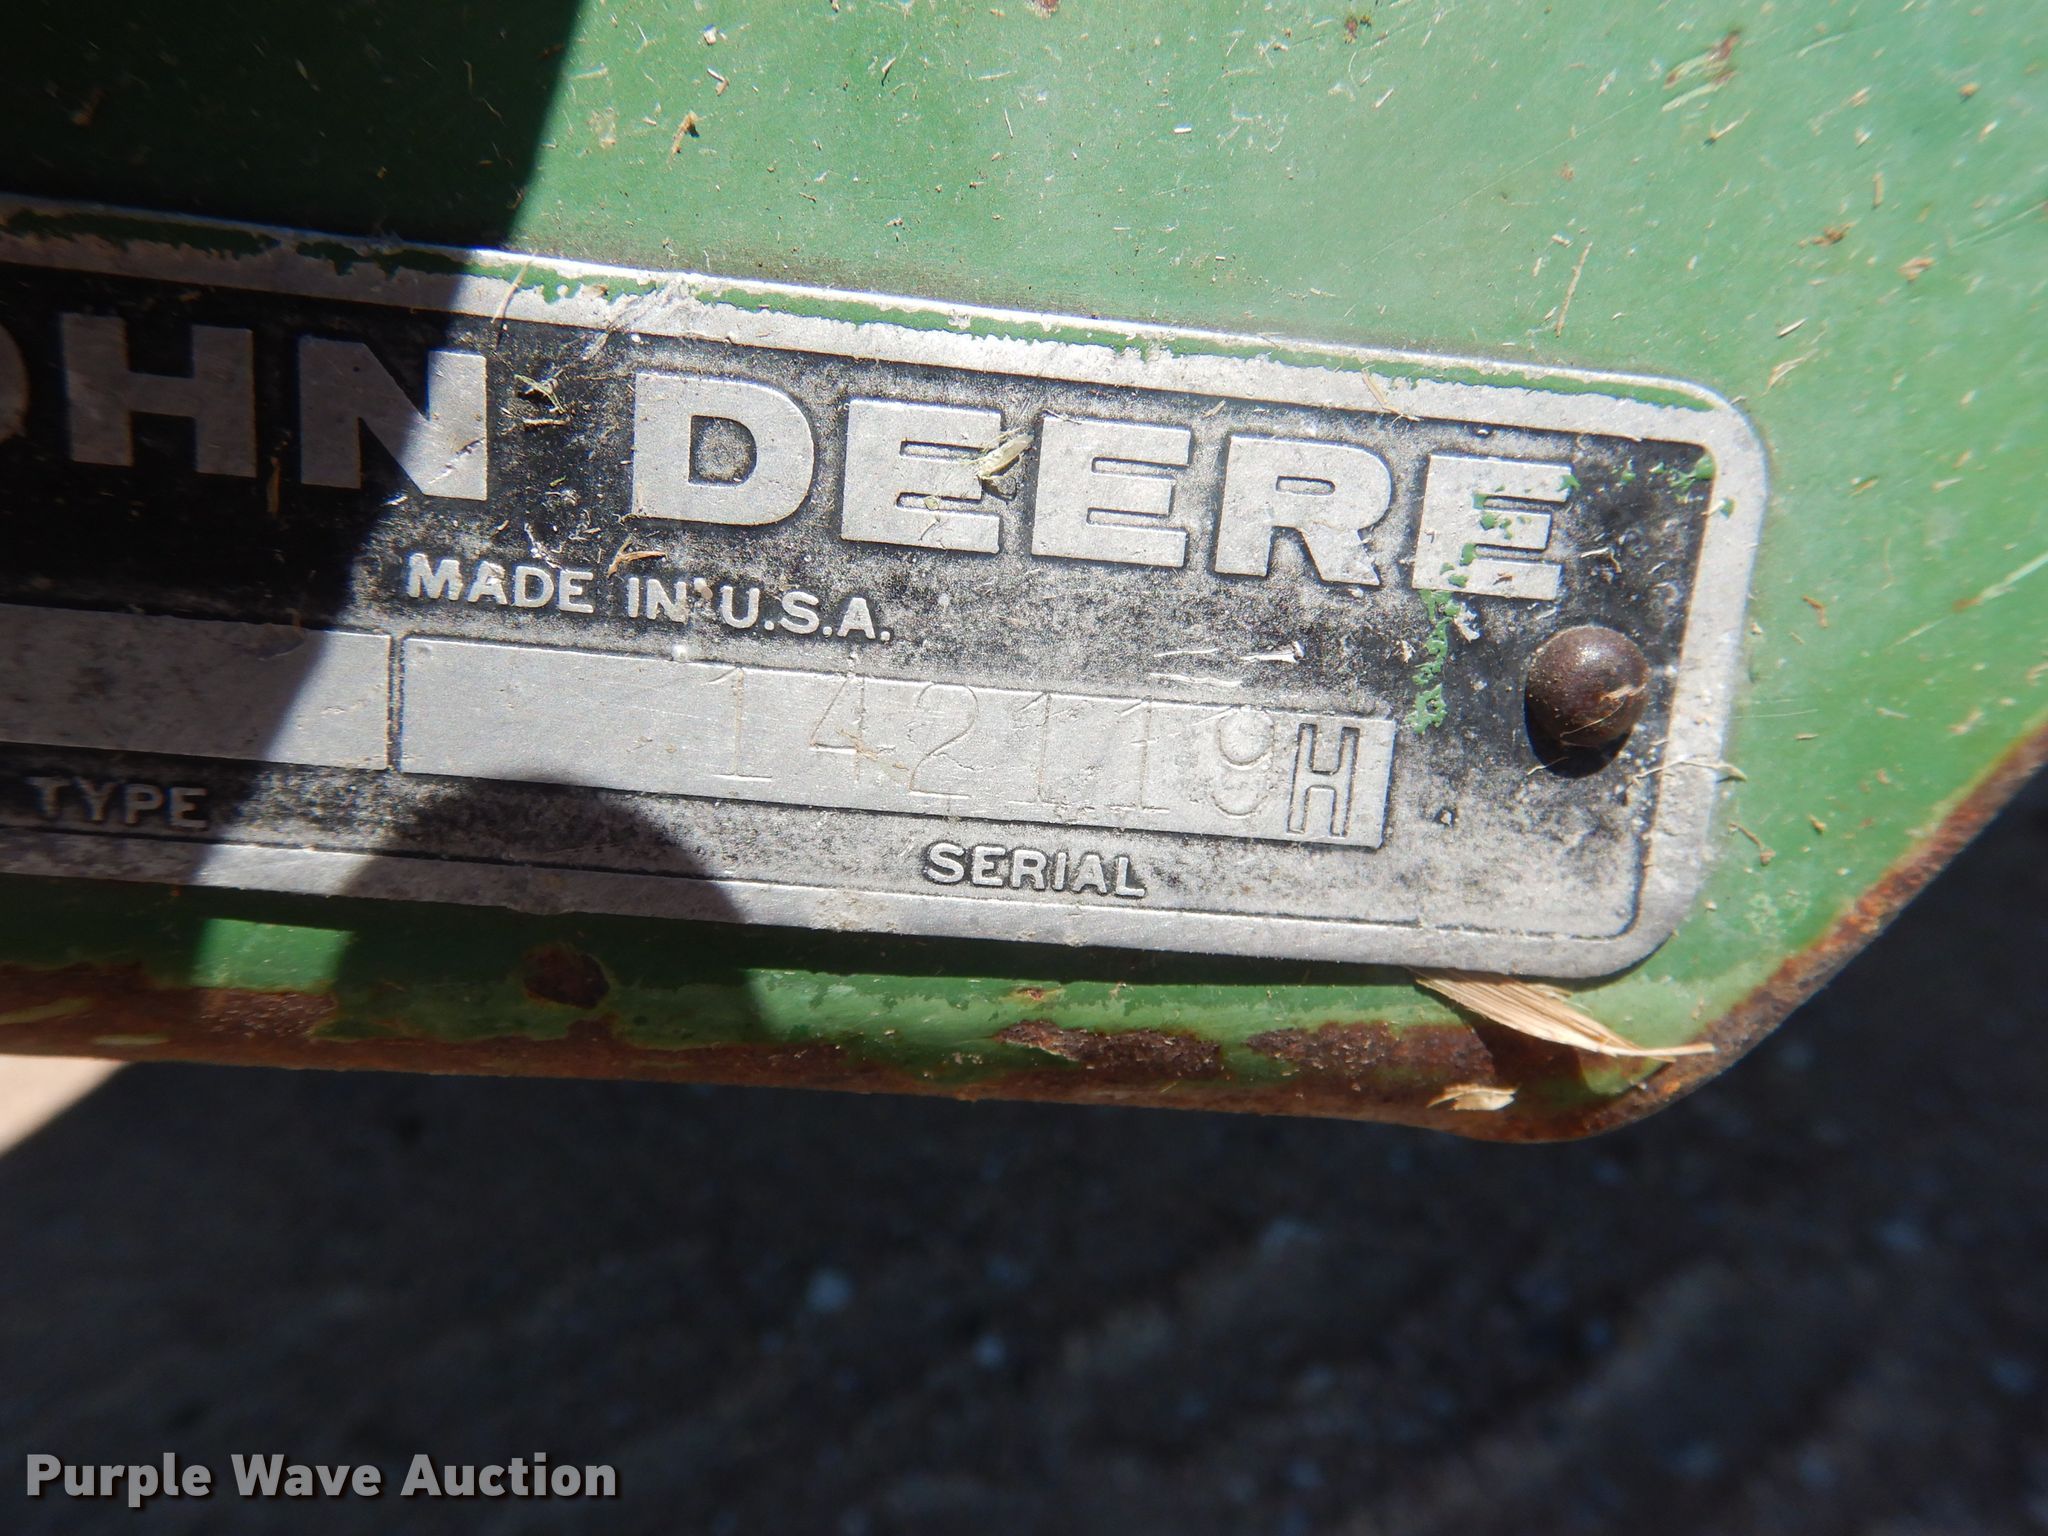 OHN DEERE
MADE IN U.S.A.
142119H
TYPE SERIAL
Purple Wave Auction